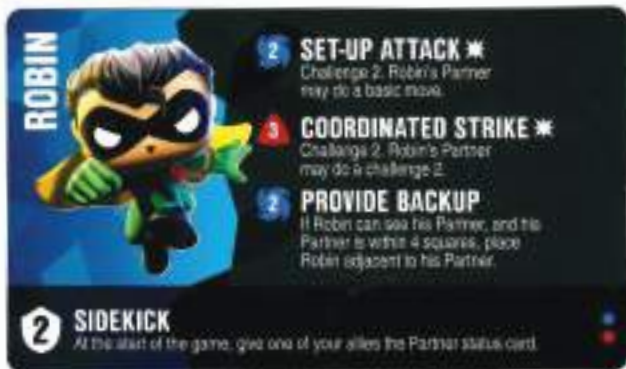 ROBIN
2 SET-UP ATTACK
Challenge 2. Robin's Partner
may do a basic move.
3 COORDINATED STRIKE
Challenge 2. Robin's Partner
may do a challenge 2.
2 PROVIDE BACKUP
If Robin can see his Partner, and his
Partner is within 4 squares, place
Robin adjacent to his Partner.
2 SIDEKICK
At the start of the game, give one of your allies the Partner status card.